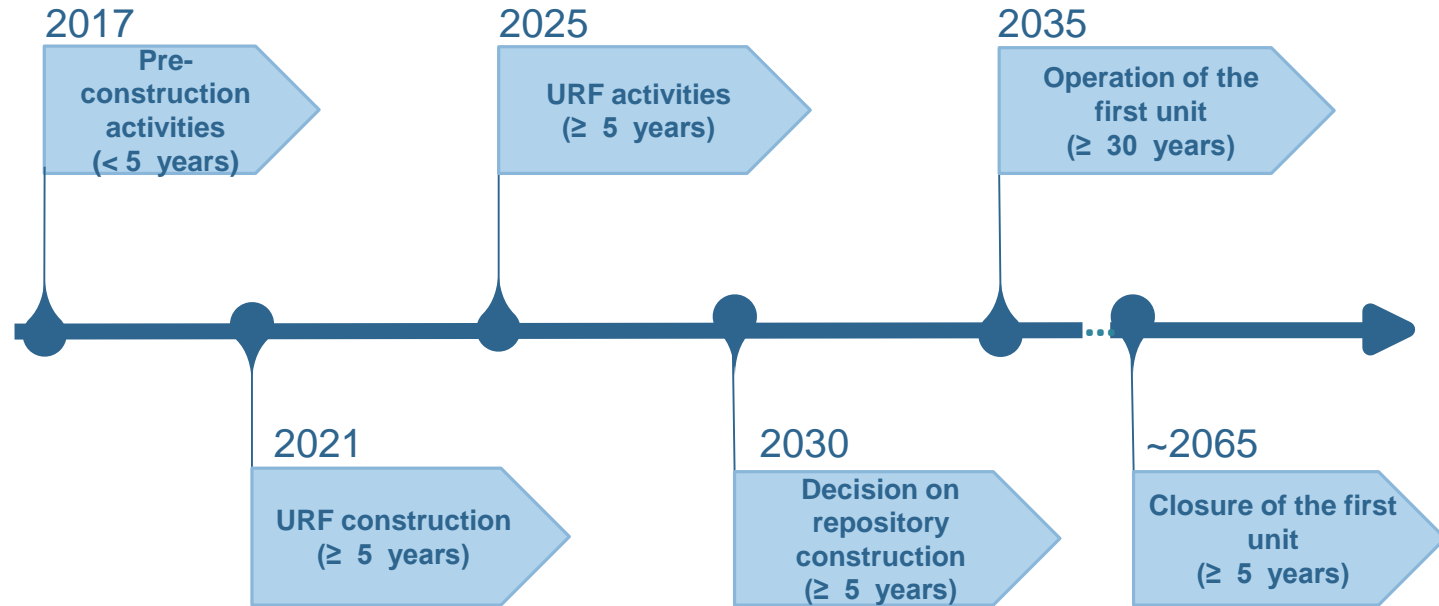 2017
Pre-
construction
activities
(< 5 years)
2025
URF activities
(≥ 5 years)
2035
Operation of the
first unit
(≥ 30 years)
2021
URF construction
(≥ 5 years)
2030
Decision on
repository
construction
(≥ 5 years)
~2065
Closure of the first
unit
(≥ 5 years)